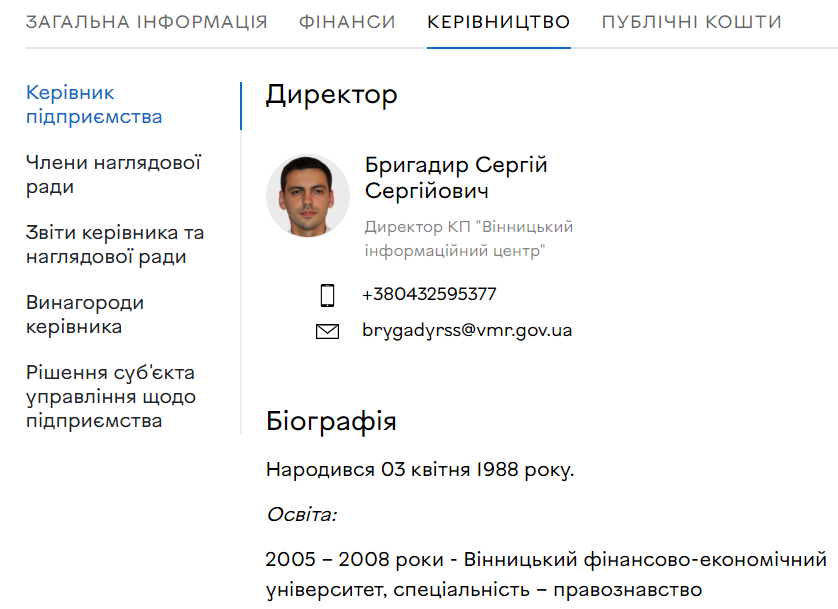 ЗАГАЛЬНА ІНФОРМАЦІЯ ФІНАНСИ КЕРІВНИЦТВО ПУБЛІЧНІ КОШТИ
Керівник
підприємства
Члени наглядової
ради
Звіти керівника та
наглядової ради
Винагороди
керівника
Рішення суб'єкта
управління щодо
підприємства
Директор
Бригадир Сергій
Сергійович
Директор КП "Вінницький
інформаційний центр"
+380432595377
brygadyrss@vmr.gov.ua
Біографія
Народився 03 квітня 1988 року.
Освіта:
2005 – 2008 роки - Вінницький фінансово-економічний
університет, спеціальність – правознавство